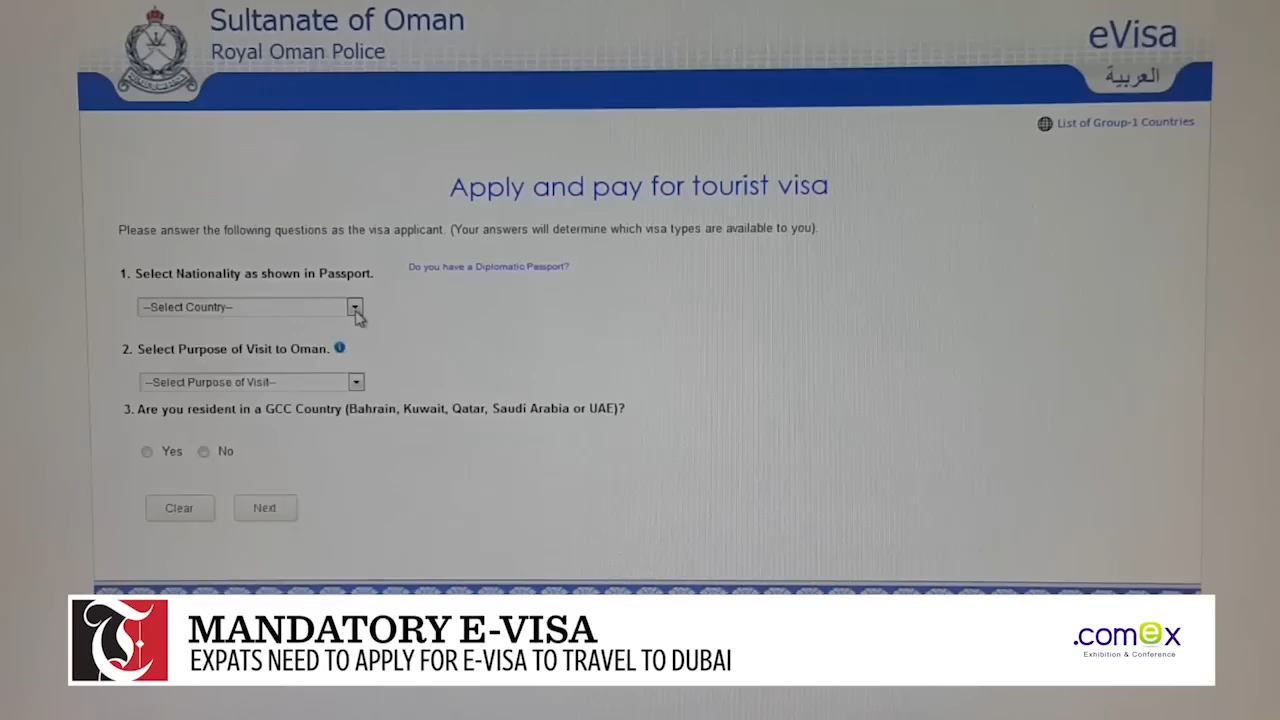 Sultanate of Oman
Royal Oman Police
eVisa
العربية
List of Group-1 Countries
Apply and pay for tourist visa
Please answer the following questions as the visa applicant. (Your answers will determine which visa types are available to you).
1. Select Nationality as shown in Passport.
Do you have a Diplomatic Passport?
--Select Country--
2. Select Purpose of Visit to Oman.
--Select Purpose of Visit--
3. Are you resident in a GCC Country (Bahrain, Kuwait, Qatar, Saudi Arabia or UAE)?
Yes No
Clear Next
T
MANDATORY E-VISA
EXPATS NEED TO APPLY FOR E-VISA TO TRAVEL TO DUBAI
.comex
Exhibition & Conference